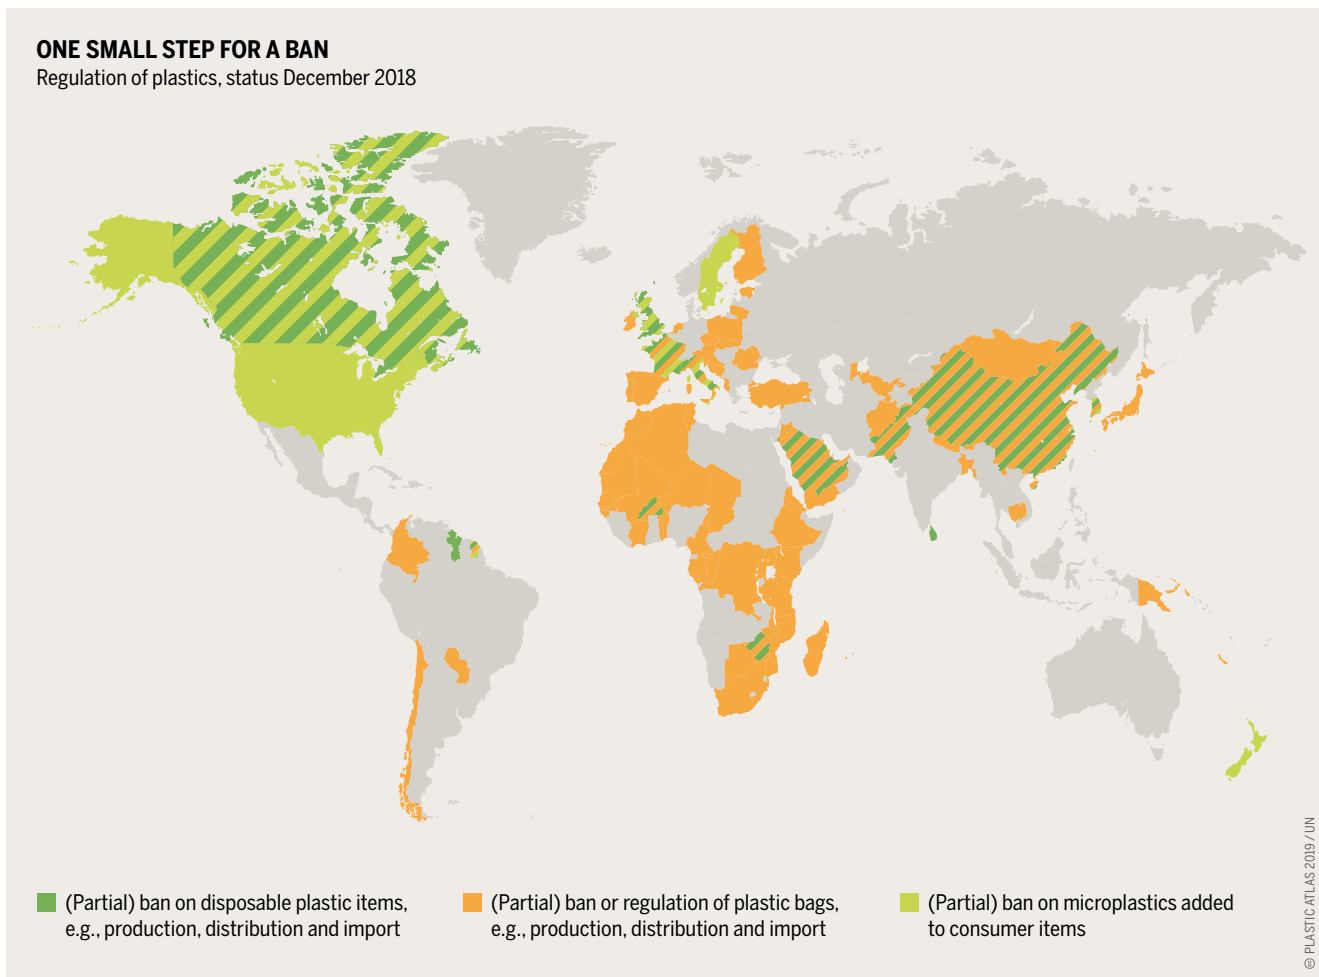 ONE SMALL STEP FOR A BAN
Regulation of plastics, status December 2018
(Partial) ban on disposable plastic items,
e.g., production, distribution and import
(Partial) ban or regulation of plastic bags,
e.g., production, distribution and import
(Partial) ban on microplastics added
to consumer items
PLASTIC ATLAS 2019 / UN